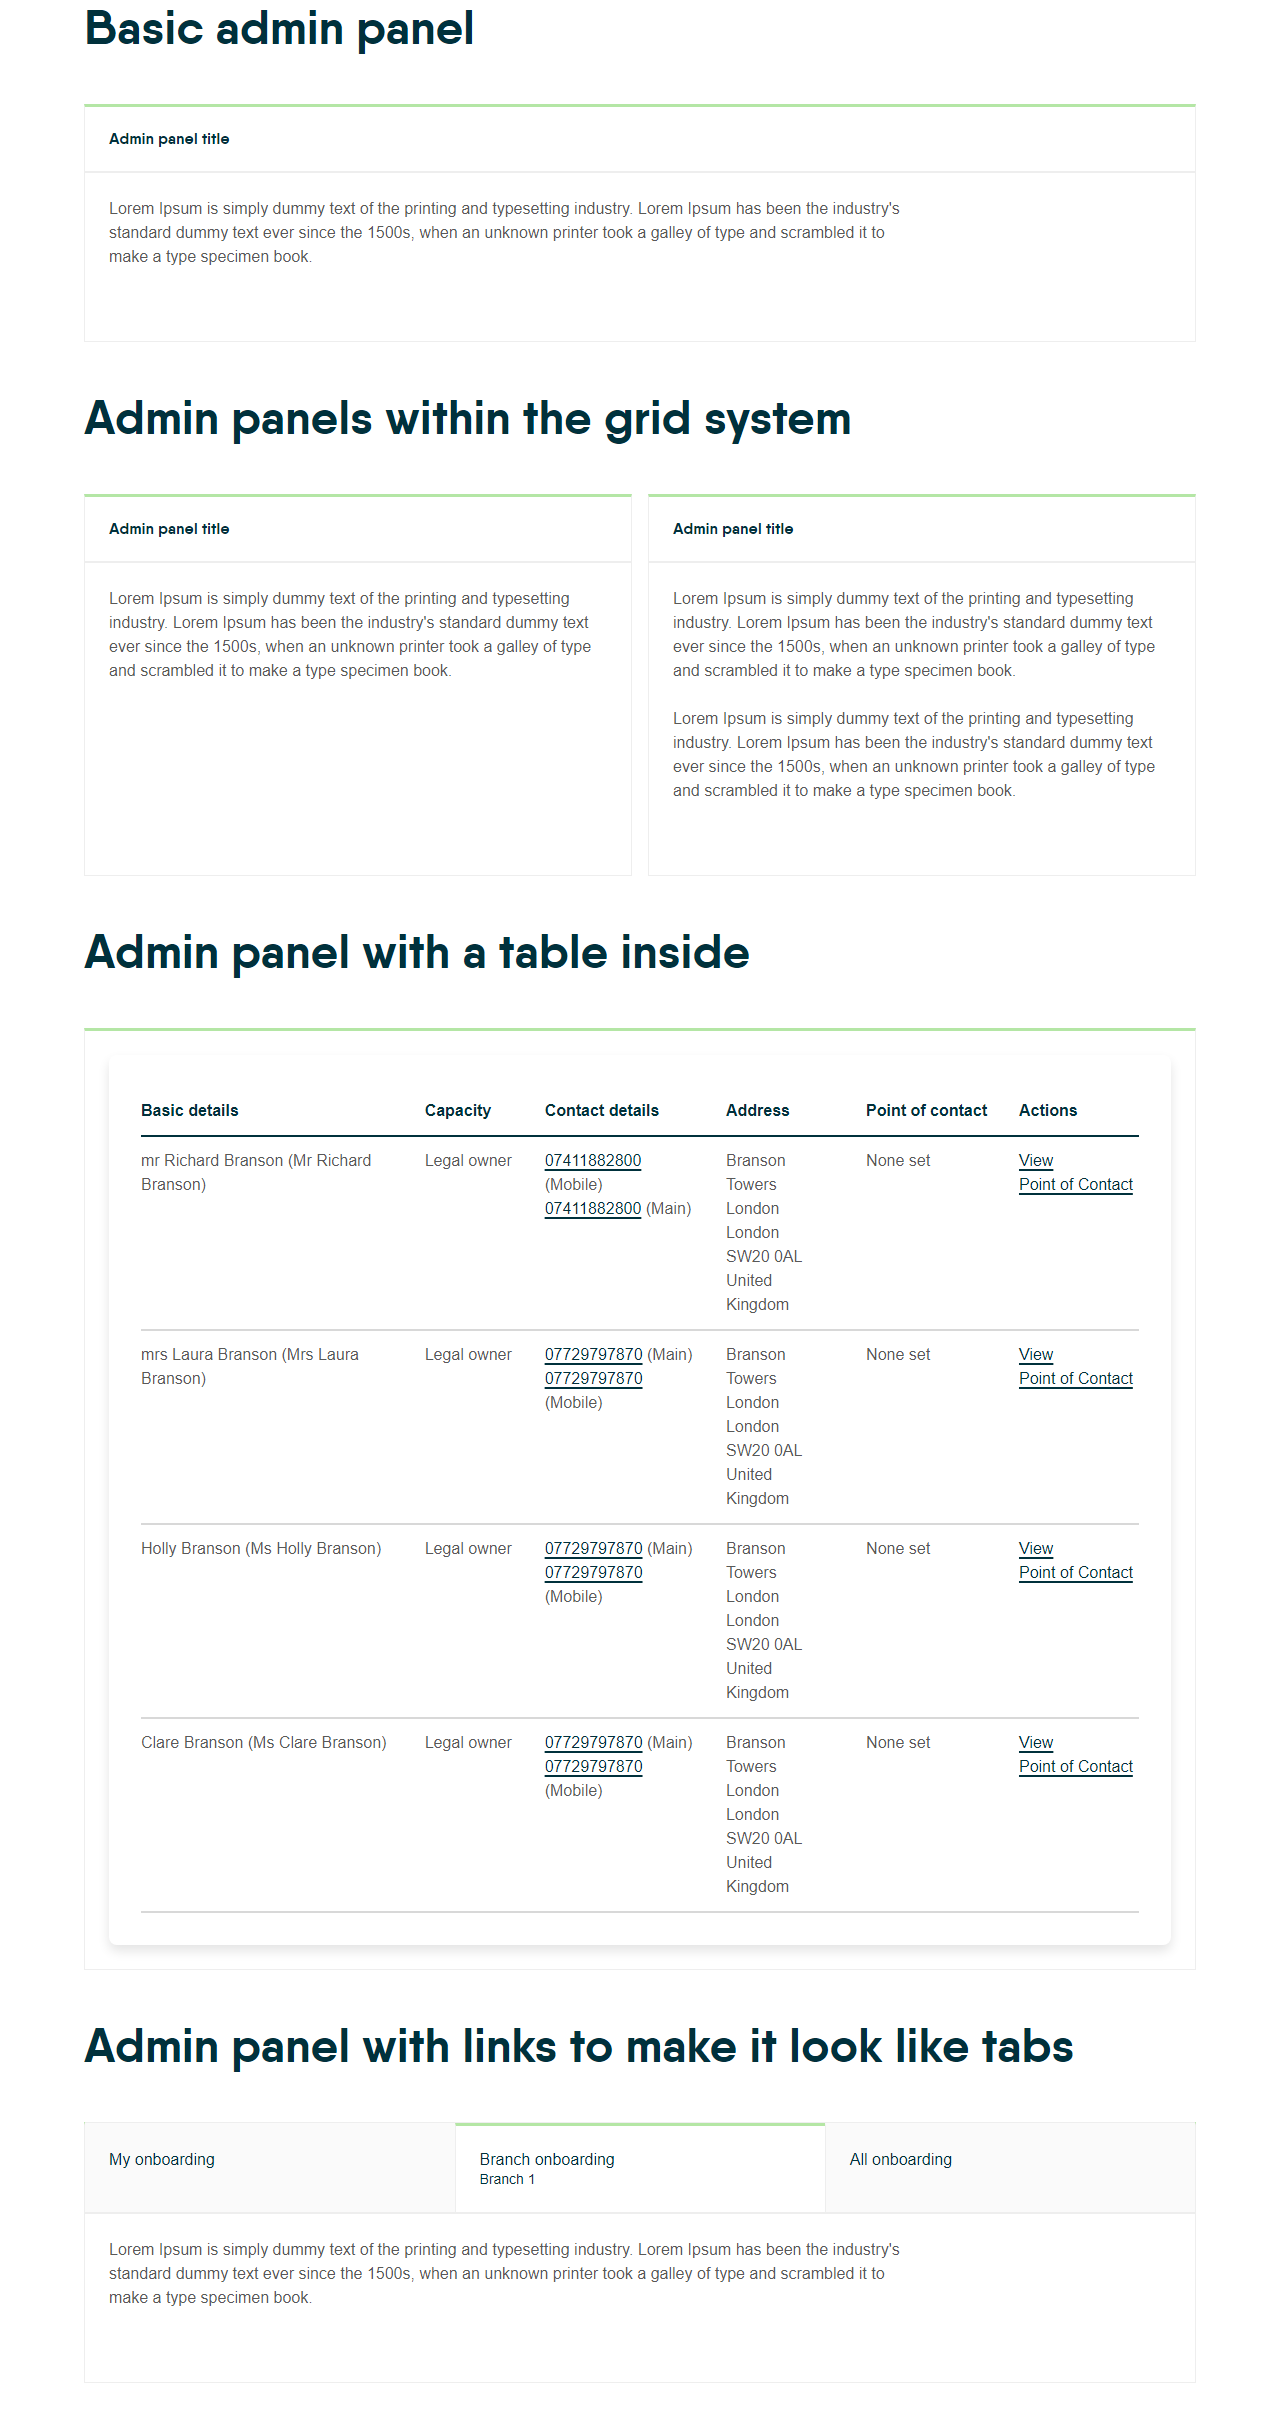 Basic admin panel
Admin panel title
Lorem Ipsum is simply dummy text of the printing and typesetting industry. Lorem Ipsum has been the industry's
standard dummy text ever since the 1500s, when an unknown printer took a galley of type and scrambled it to
make a type specimen book.
Admin panels within the grid system
Admin panel title
Lorem Ipsum is simply dummy text of the printing and typesetting
industry. Lorem Ipsum has been the industry's standard dummy text
ever since the 1500s, when an unknown printer took a galley of type
and scrambled it to make a type specimen book.
Admin panel title
Lorem Ipsum is simply dummy text of the printing and typesetting
industry. Lorem Ipsum has been the industry's standard dummy text
ever since the 1500s, when an unknown printer took a galley of type
and scrambled it to make a type specimen book.
Lorem Ipsum is simply dummy text of the printing and typesetting
industry. Lorem Ipsum has been the industry's standard dummy text
ever since the 1500s, when an unknown printer took a galley of type
and scrambled it to make a type specimen book.
Admin panel with a table inside
Basic details Capacity Contact details Address Point of contact Actions
mr Richard Branson (Mr Richard Legal owner 07411882800 Branson None set View
Branson) (Mobile) Towers Point of Contact
07411882800 (Main) London
London
SW20 0AL
United
Kingdom
mrs Laura Branson (Mrs Laura Legal owner 07729797870 (Main) Branson None set View
Branson) 07729797870 Towers Point of Contact
(Mobile) London
London
SW20 0AL
United
Kingdom
Holly Branson (Ms Holly Branson) Legal owner 07729797870 (Main) Branson None set View
07729797870 Towers Point of Contact
(Mobile) London
London
SW20 0AL
United
Kingdom
Clare Branson (Ms Clare Branson) Legal owner 07729797870 (Main) Branson None set View
07729797870 Towers Point of Contact
(Mobile) London
London
SW20 0AL
United
Kingdom
Admin panel with links to make it look like tabs
My onboarding Branch onboarding All onboarding
Branch 1
Lorem Ipsum is simply dummy text of the printing and typesetting industry. Lorem Ipsum has been the industry's
standard dummy text ever since the 1500s, when an unknown printer took a galley of type and scrambled it to
make a type specimen book.